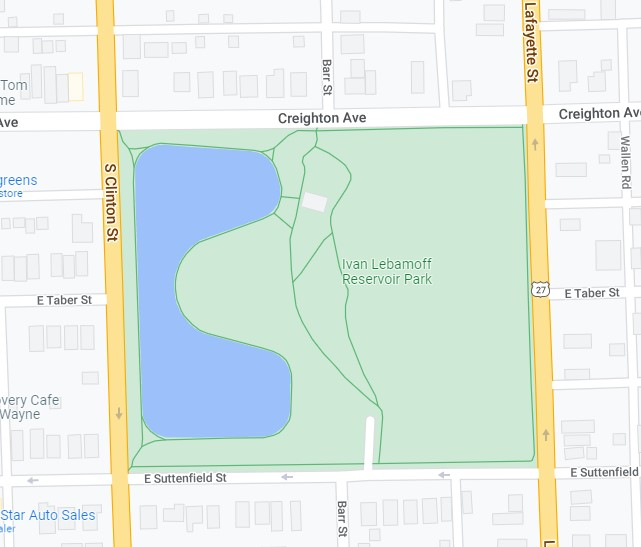 Lafayette St
Tom
me
Barr St
Ave
Creighton Ave
Creighton Ave
Wallen Rd
greens
store
S Clinton St
Ivan Lebamoff
Reservoir Park
E Taber St
27
E Taber St
overy Cafe
Wayne
E Suttenfield St
E Suttenfield
Star Auto Sales
aler
Barr St
L